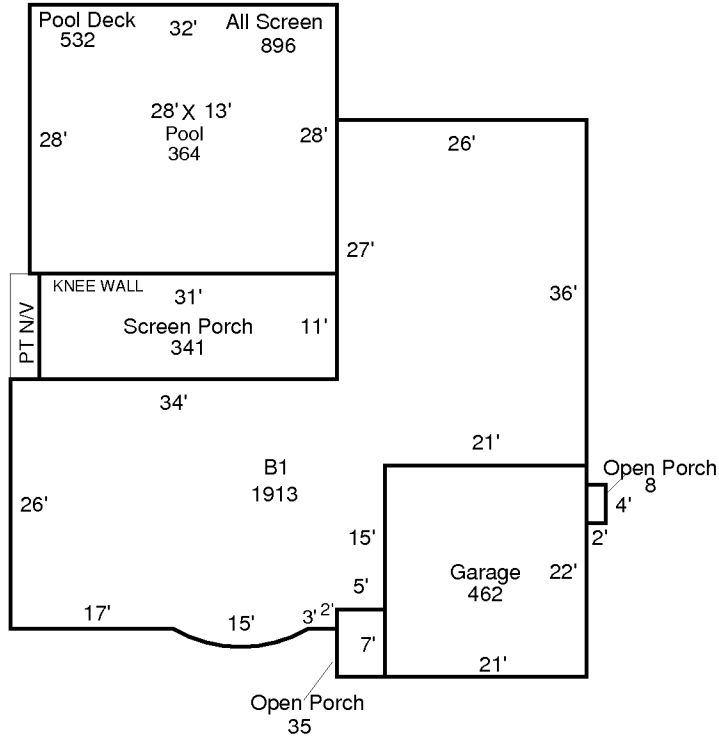 Pool Deck
532
32'
All Screen
896
28' X 13'
Pool
364
28'
28'
26'
27'
36'
KNEE WALL
31'
Screen Porch
341
11'
PT N/V
34'
21'
B1
1913
26'
Open Porch
8
4'
2'
15'
5'
Garage
462
22'
17'
15'
3'
2'
7'
21'
Open Porch
35